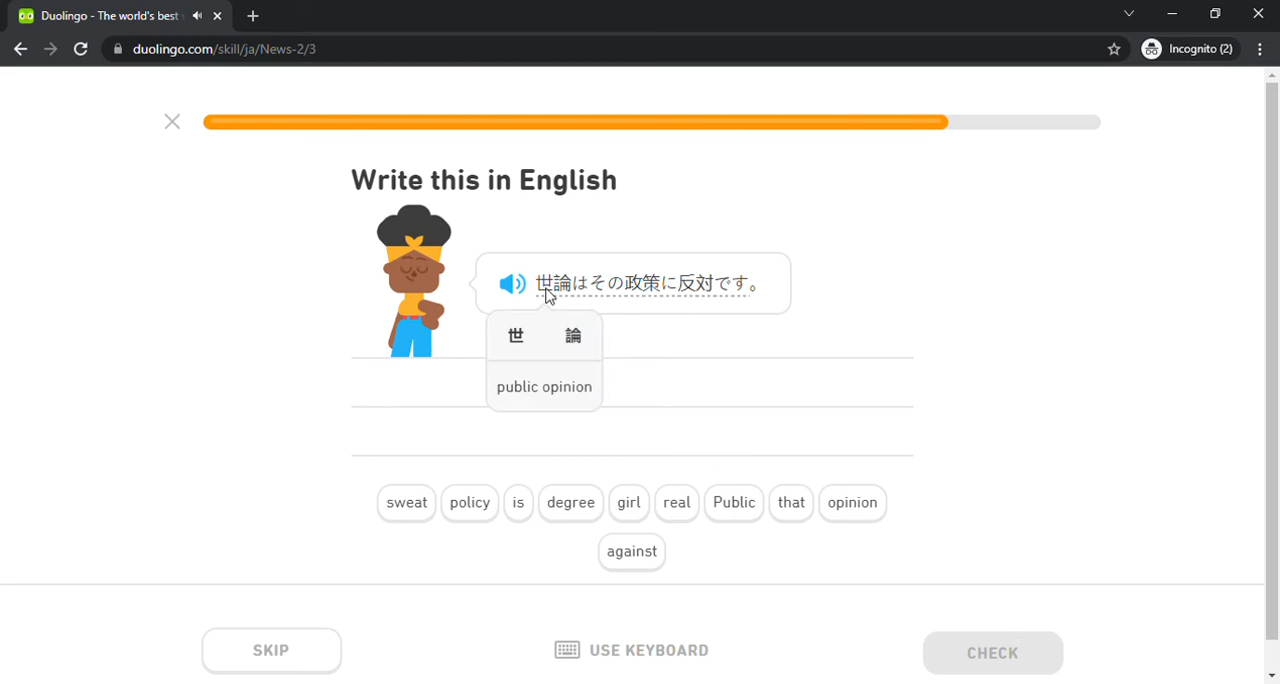 Duolingo - The world's best
duolingo.com/skill/ja/News-2/3
Incognito (2)
Write this in English
世論はその政策に反対です。
世 論
public opinion
sweat policy is degree girl real Public that opinion
against
SKIP USE KEYBOARD CHECK